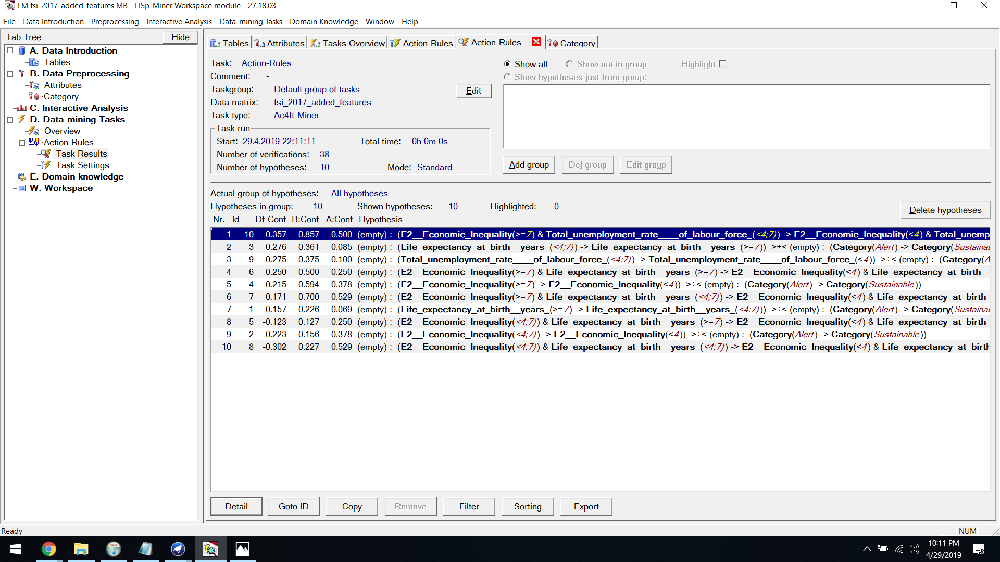 LM fsi-2017_added_features MB - LISp-Miner Workspace module - 27.18.03
File Data Introduction Preprocessing Interactive Analysis Data-mining Tasks Domain Knowledge Window Help
Tab Tree Hide
A. Data Introduction
Tables
B. Data Preprocessing
Attributes
·Category
C. Interactive Analysis
D. Data-mining Tasks
Overview
·Action-Rules
Task Results
Task Settings
E. Domain knowledge
W. Workspace
Tables Attributes Tasks Overview Action-Rules Action-Rules Category
Task: Action-Rules
Comment: -
Taskgroup: Default group of tasks
Data matrix: fsi_2017_added_features
Task type: Ac4ft-Miner
Edit
Task run
Start: 29.4.2019 22:11:11 Total time: 0h 0m 0s
Number of verifications: 38
Number of hypotheses: 10 Mode: Standard
Show all Show not in group Highlight
Show hypotheses just from group:
Add group Del group Edit group
Actual group of hypotheses: All hypotheses
Hypotheses in group: 10 Shown hypotheses: 10 Highlighted: 0
Delete hypotheses
Nr. Id Df-Conf B:Conf A:Conf Hypothesis
1 10 0.357 0.857 0.500 (empty) : (E2__Economic_Inequality(>=7) & Total_unemployment_rate____of_labour_force_(<4;7)) -> E2__Economic_Inequality(<4) & Total_unemp
2 3 0.276 0.361 0.085 (empty) : (Life_expectancy_at_birth__years_(<4;7)) -> Life_expectancy_at_birth__years_(>=7)) >÷< (empty) : (Category(Alert) -> Category(Sustainal
3 9 0.275 0.375 0.100 (empty) : (Total_unemployment_rate____of_labour_force_(<4;7)) -> Total_unemployment_rate____of_labour_force_(<4)) >÷< (empty) : (Category(A
4 6 0.250 0.500 0.250 (empty) : (E2__Economic_Inequality(>=7) & Life_expectancy_at_birth__years_(>=7) -> E2__Economic_Inequality(<4) & Life_expectancy_at_birth__
5 4 0.215 0.594 0.378 (empty) : (E2__Economic_Inequality(>=7) -> E2__Economic_Inequality(<4)) >÷< (empty) : (Category(Alert) -> Category(Sustainable))
6 7 0.171 0.700 0.529 (empty) : (E2__Economic_Inequality(>=7) & Life_expectancy_at_birth__years_(<4;7)) -> E2__Economic_Inequality(<4) & Life_expectancy_at_birth_
7 1 0.157 0.226 0.069 (empty) : (Life_expectancy_at_birth__years_(>=7) -> Life_expectancy_at_birth__years_(<4;7))) >÷< (empty) : (Category(Alert) -> Category(Sustainal
8 5 -0.123 0.127 0.250 (empty) : (E2__Economic_Inequality(<4;7)) & Life_expectancy_at_birth__years_(>=7) -> E2__Economic_Inequality(<4) & Life_expectancy_at_birth__
9 2 -0.223 0.156 0.378 (empty) : (E2__Economic_Inequality(<4;7)) -> E2__Economic_Inequality(<4)) >÷< (empty) : (Category(Alert) -> Category(Sustainable))
10 8 -0.302 0.227 0.529 (empty) : (E2__Economic_Inequality(<4;7)) & Life_expectancy_at_birth__years_(<4;7)) -> E2__Economic_Inequality(<4) & Life_expectancy_at_birth
Detail Goto ID Copy Remove Filter Sorting Export
Ready NUM
10:11 PM
4/29/2019